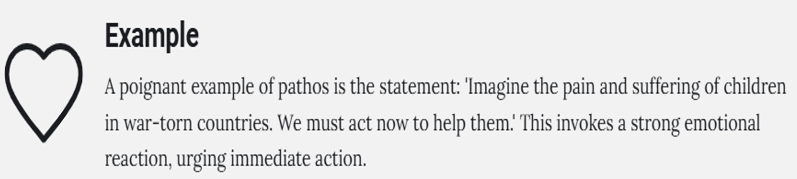 Example
A poignant example of pathos is the statement: 'Imagine the pain and suffering of children
in war-torn countries. We must act now to help them.' This invokes a strong emotional
reaction, urging immediate action.